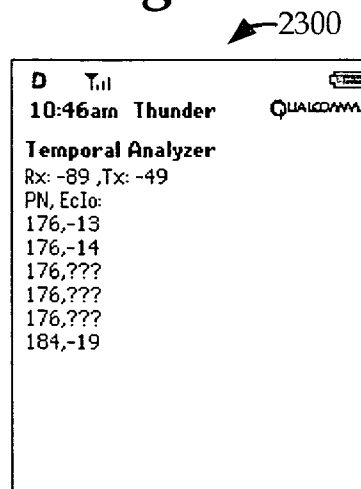 2300
D
10:46am Thunder QUALCOMM
Temporal Analyzer
Rx: -89 ,Tx: -49
PN, EcIo:
176,-13
176,-14
176,???
176,???
176,???
184,-19